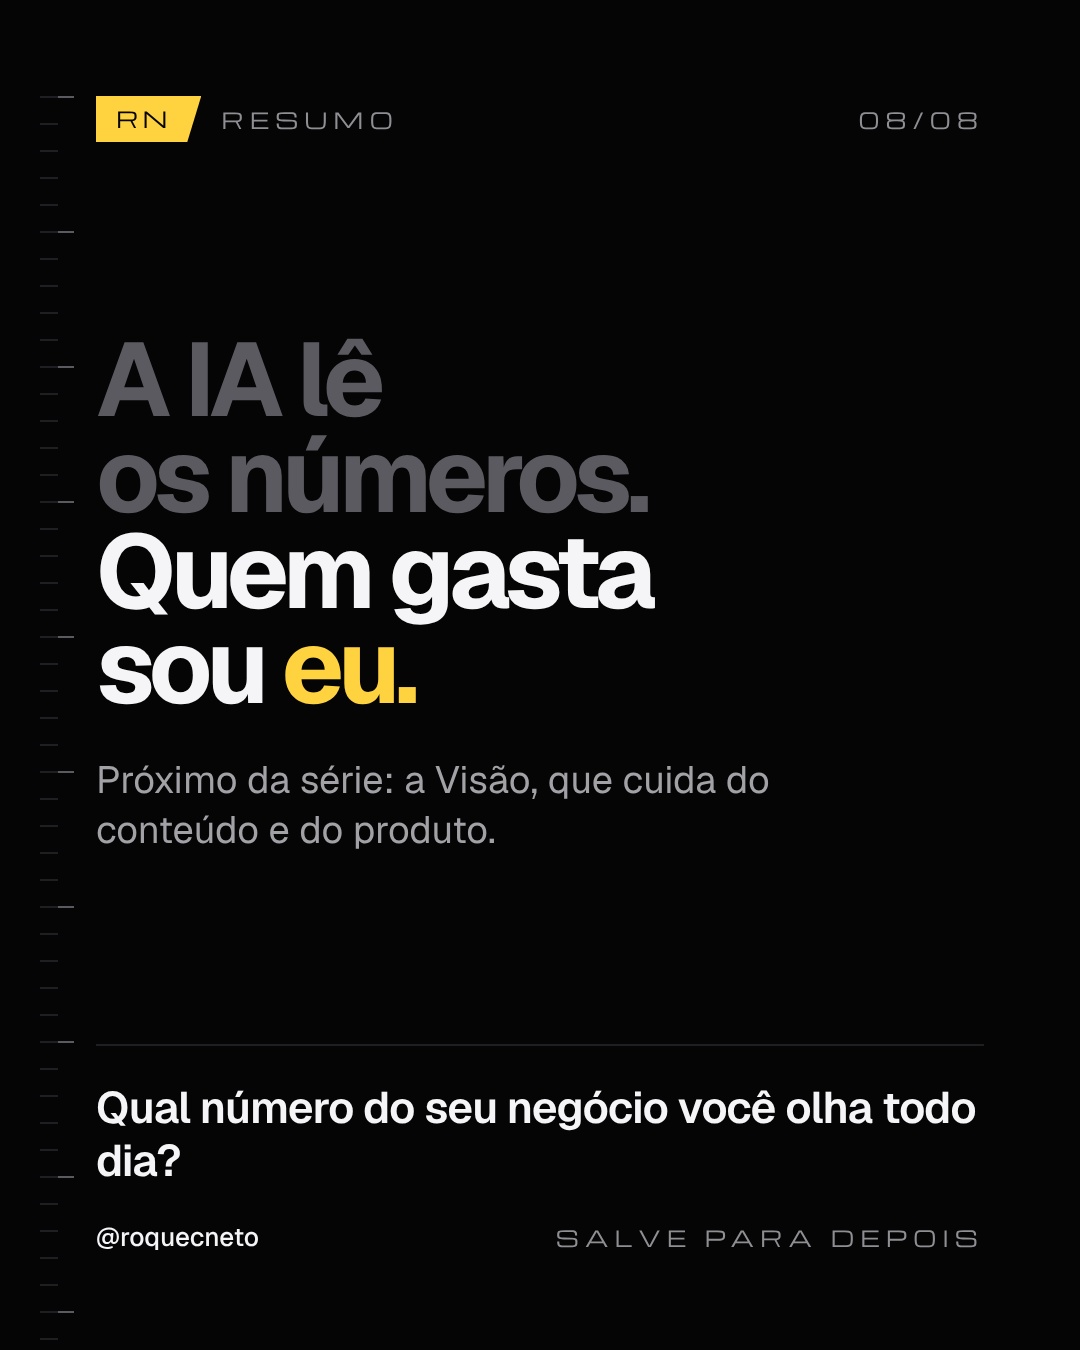 RN RESUMO 08/08
A IA lê
os números.
Quem gasta
sou eu.
Próximo da série: a Visão, que cuida do
conteúdo e do produto.
Qual número do seu negócio você olha todo
dia?
@roquecneto SALVE PARA DEPOIS